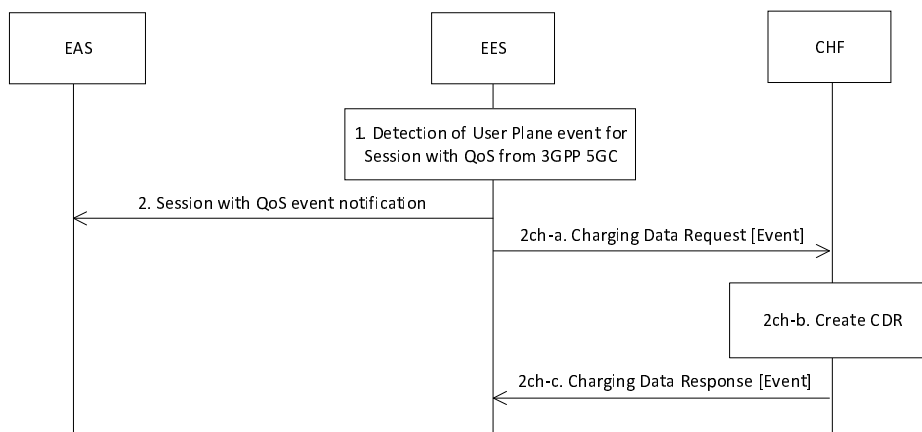 EAS
EES
CHF
1. Detection of User Plane event for
Session with QoS from 3GPP 5GC
2. Session with QoS event notification
2ch-a. Charging Data Request [Event]
2ch-b. Create CDR
2ch-c. Charging Data Response [Event]